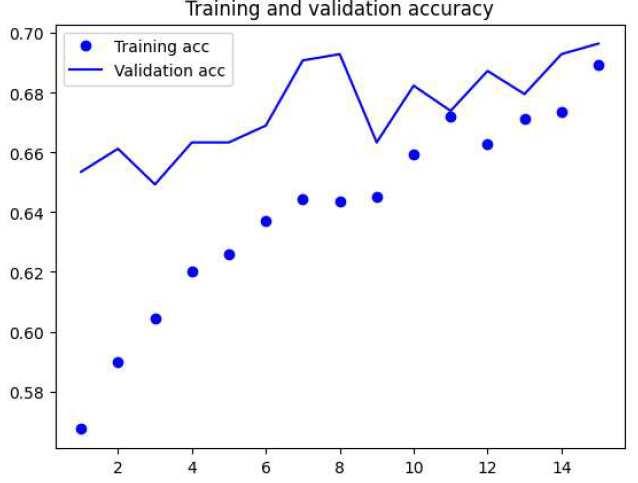 Training and validation accuracy
Training acc
Validation acc
0.70
0.68
0.66
0.64
0.62
0.60
0.58
2 4 6 8 10 12 14